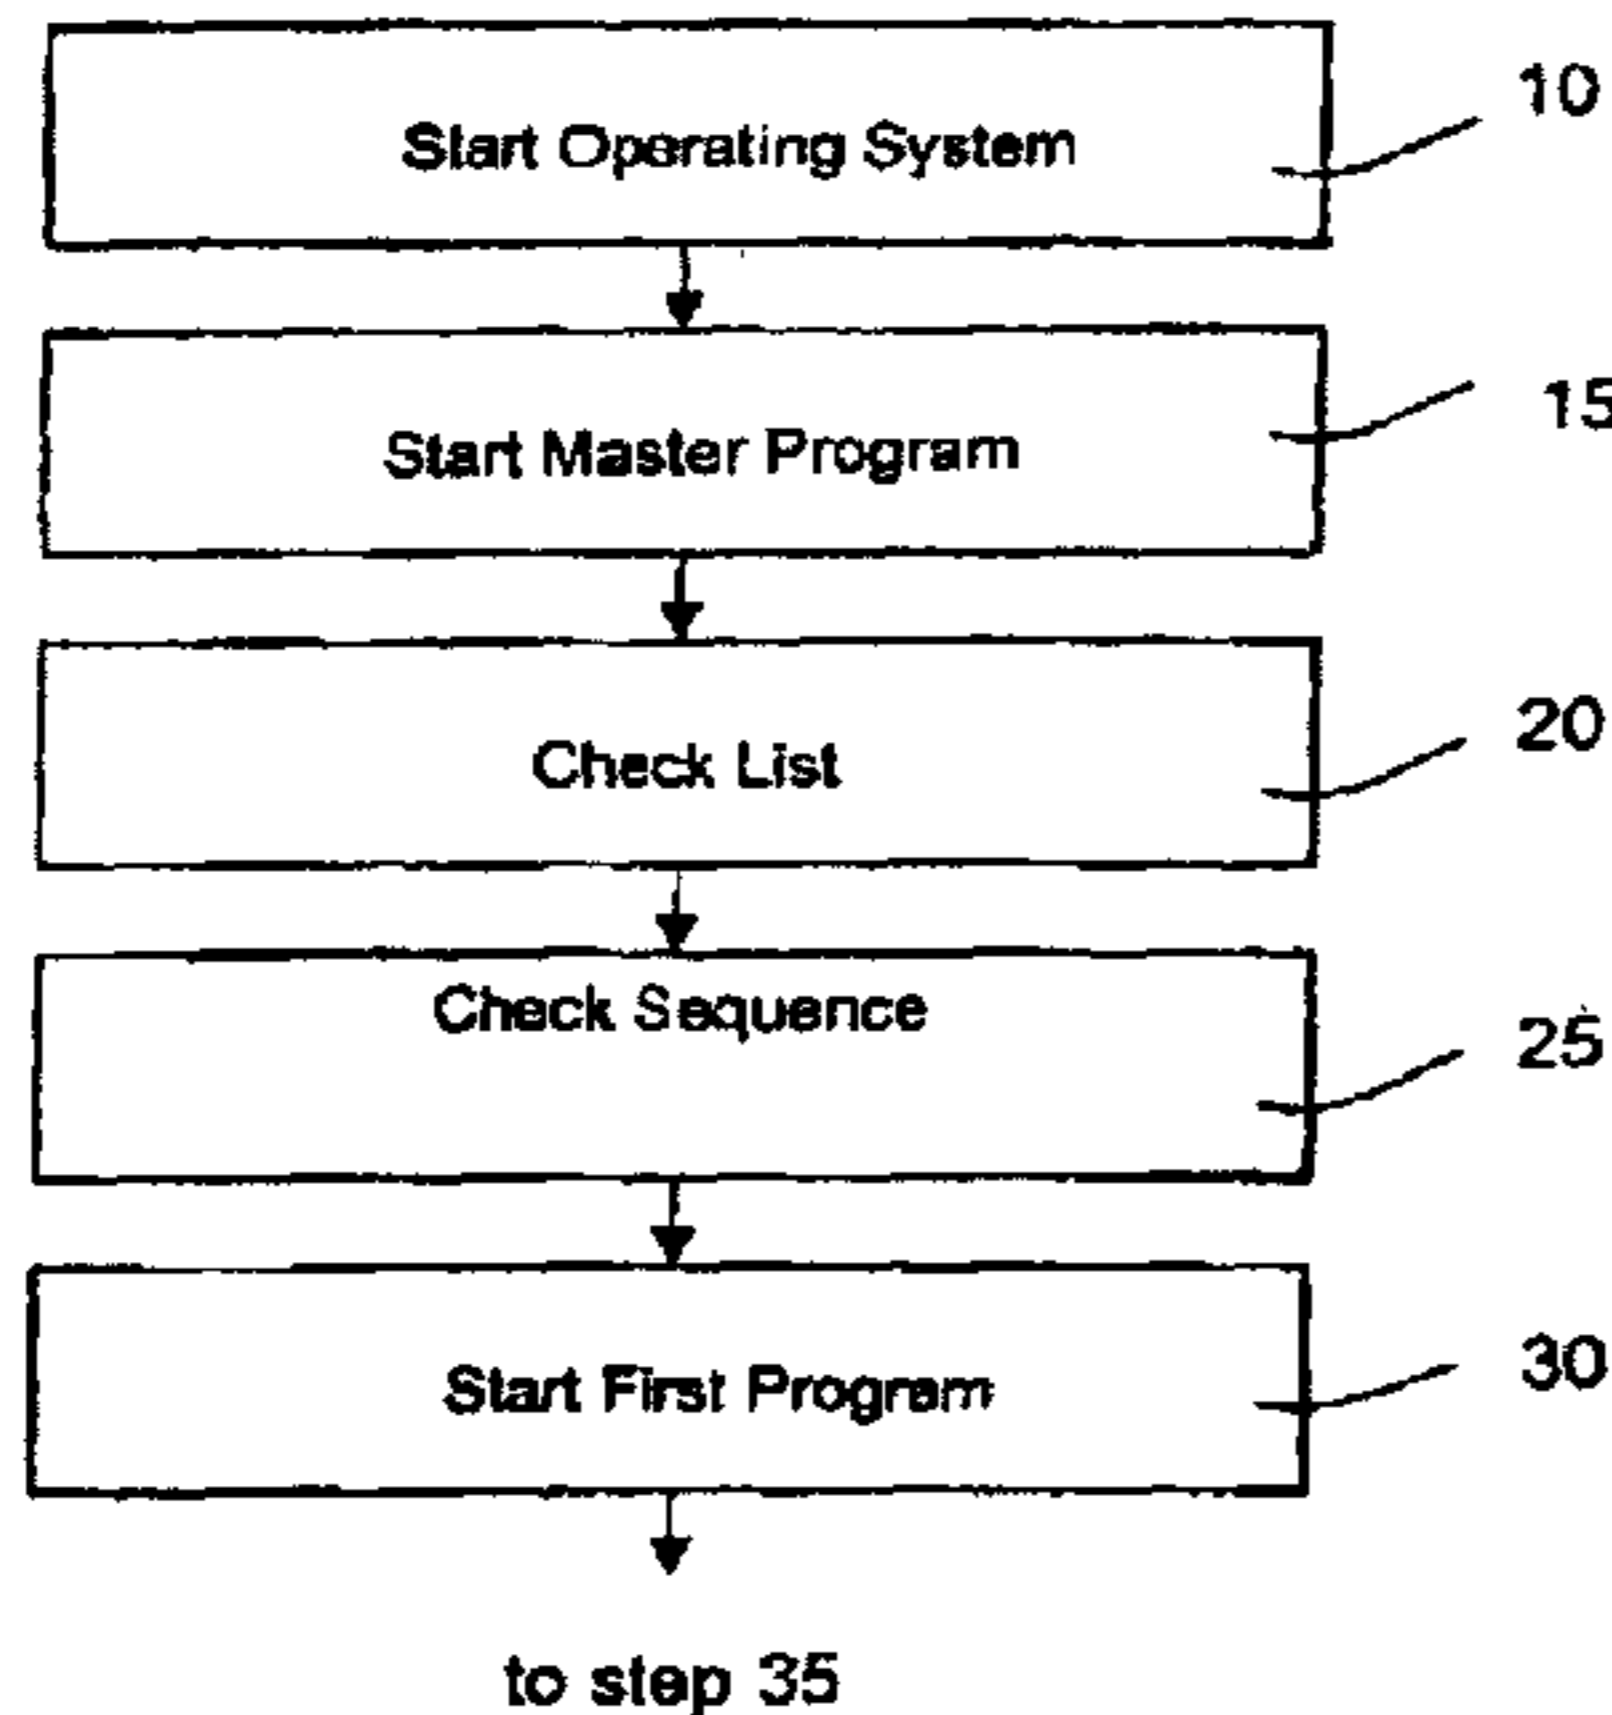 Start Operating System
10
Start Master Program
15
Check List
20
Check Sequence
25
Start First Program
30
to step 35